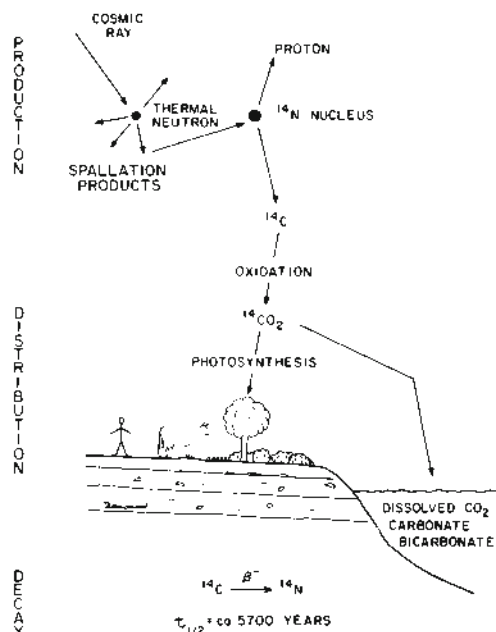 PRODUCTION
COSMIC
RAY
PROTON
THERMAL
NEUTRON
¹⁴N NUCLEUS
SPALLATION
PRODUCTS
¹⁴C
OXIDATION
DISTRIBUTION
¹⁴CO₂
PHOTOSYNTHESIS
DISSOLVED CO₂
CARBONATE
BICARBONATE
DECAY
¹⁴C β⁻ → ¹⁴N
τ₁/₂ = ca 5700 YEARS